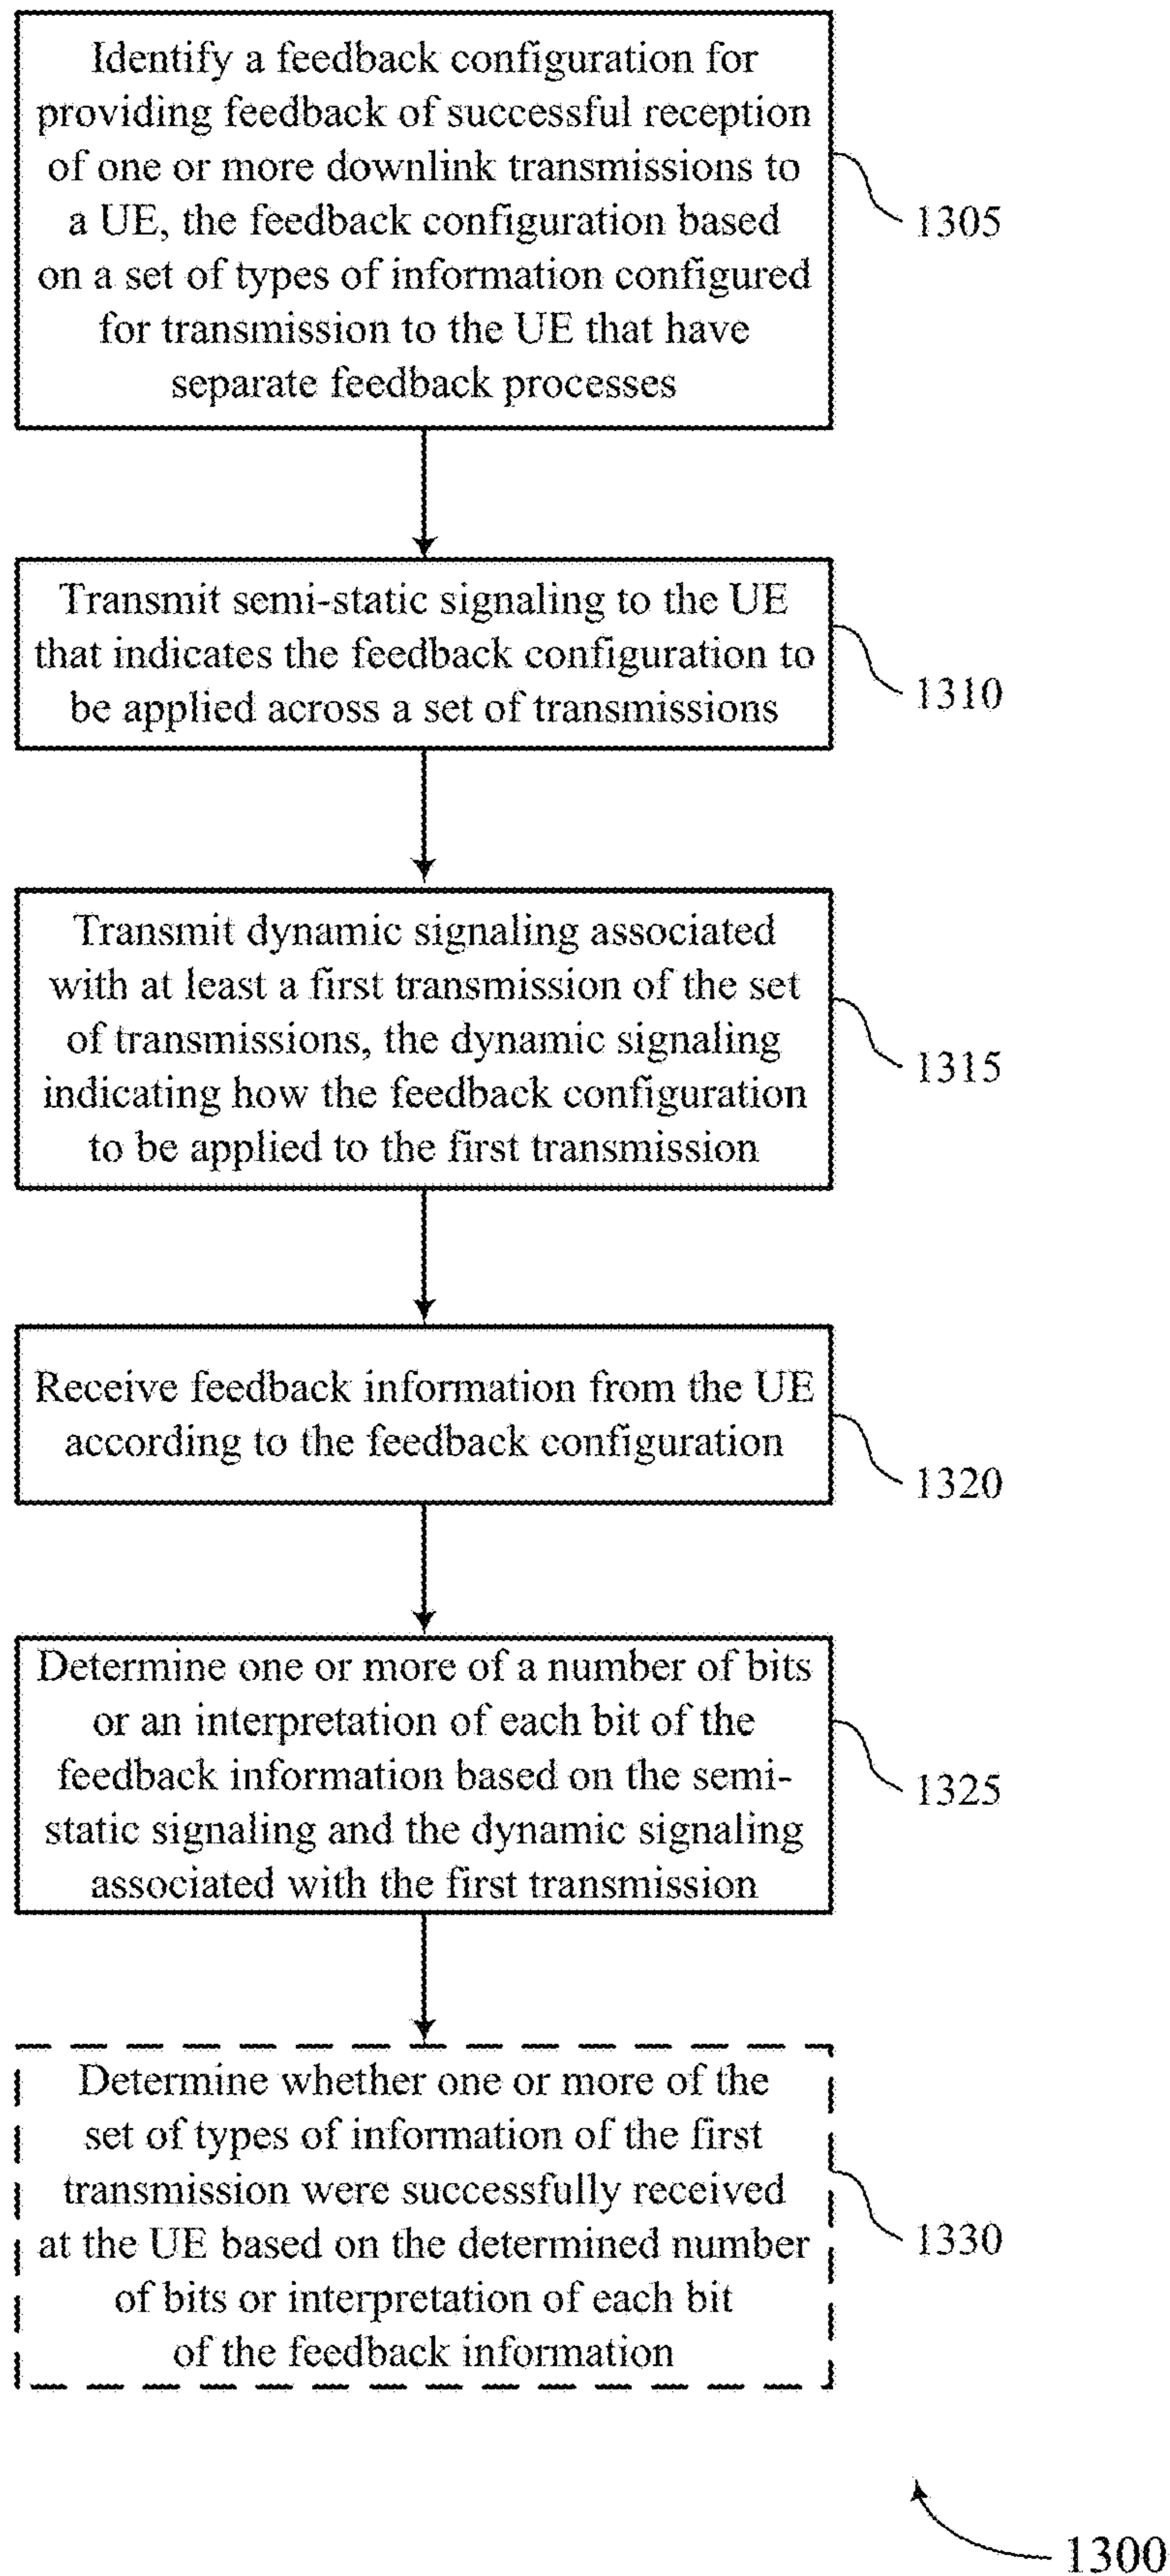 Identify a feedback configuration for
providing feedback of successful reception
of one or more downlink transmissions to
a UE, the feedback configuration based
on a set of types of information configured
for transmission to the UE that have
separate feedback processes
1305
Transmit semi-static signaling to the UE
that indicates the feedback configuration to
be applied across a set of transmissions
1310
Transmit dynamic signaling associated
with at least a first transmission of the set
of transmissions, the dynamic signaling
indicating how the feedback configuration
to be applied to the first transmission
1315
Receive feedback information from the UE
according to the feedback configuration
1320
Determine one or more of a number of bits
or an interpretation of each bit of the
feedback information based on the semi-
static signaling and the dynamic signaling
associated with the first transmission
1325
Determine whether one or more of the
set of types of information of the first
transmission were successfully received
at the UE based on the determined number
of bits or interpretation of each bit
of the feedback information
1330
1300